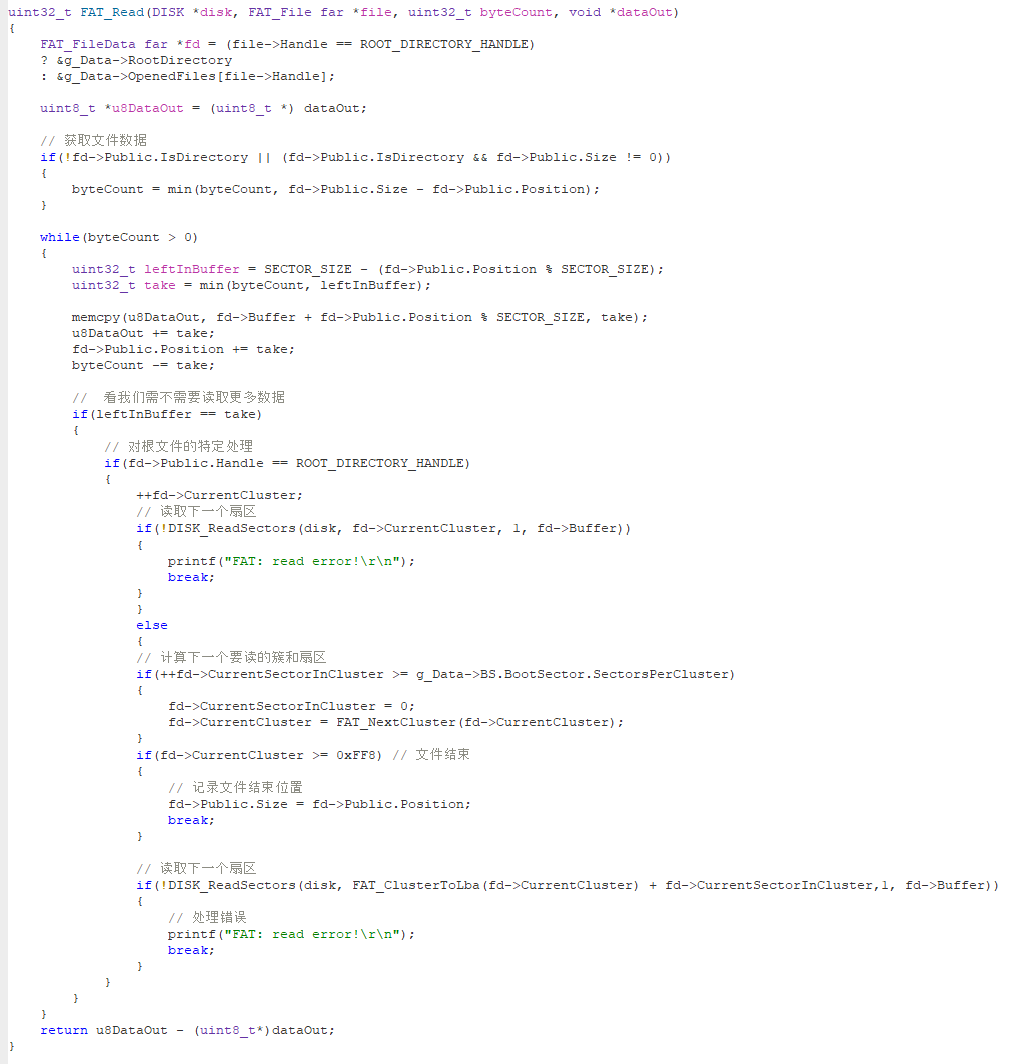 uint32_t FAT_Read(DISK *disk, FAT_File far *file, uint32_t byteCount, void *dataOut)
{
    FAT_FileData far *fd = (file->Handle == ROOT_DIRECTORY_HANDLE)
    ? &g_Data->RootDirectory
    : &g_Data->OpenedFiles[file->Handle];

    uint8_t *u8DataOut = (uint8_t *) dataOut;

    // 获取文件数据
    if(!fd->Public.IsDirectory || (fd->Public.IsDirectory && fd->Public.Size != 0))
    {
        byteCount = min(byteCount, fd->Public.Size - fd->Public.Position);
    }

    while(byteCount > 0)
    {
        uint32_t leftInBuffer = SECTOR_SIZE - (fd->Public.Position % SECTOR_SIZE);
        uint32_t take = min(byteCount, leftInBuffer);

        memcpy(u8DataOut, fd->Buffer + fd->Public.Position % SECTOR_SIZE, take);
        u8DataOut += take;
        fd->Public.Position += take;
        byteCount -= take;

        //  看我们需不需要读取更多数据
        if(leftInBuffer == take)
        {
            // 对根文件的特定处理
            if(fd->Public.Handle == ROOT_DIRECTORY_HANDLE)
            {
                ++fd->CurrentCluster;
                // 读取下一个扇区
                if(!DISK_ReadSectors(disk, fd->CurrentCluster, 1, fd->Buffer))
                {
                    printf("FAT: read error!\r\n");
                    break;
                }
                }
                else
                {
                // 计算下一个要读的簇和扇区
                if(++fd->CurrentSectorInCluster >= g_Data->BS.BootSector.SectorsPerCluster)
                {
                    fd->CurrentSectorInCluster = 0;
                    fd->CurrentCluster = FAT_NextCluster(fd->CurrentCluster);
                }
                if(fd->CurrentCluster >= 0xFF8) // 文件结束
                {
                    // 记录文件结束位置
                    fd->Public.Size = fd->Public.Position;
                    break;
                }

                // 读取下一个扇区
                if(!DISK_ReadSectors(disk, FAT_ClusterToLba(fd->CurrentCluster) + fd->CurrentSectorInCluster,1, fd->Buffer))
                {
                    // 处理错误
                    printf("FAT: read error!\r\n");
                    break;
                }
            }
        }
    }
    return u8DataOut - (uint8_t*)dataOut;
}